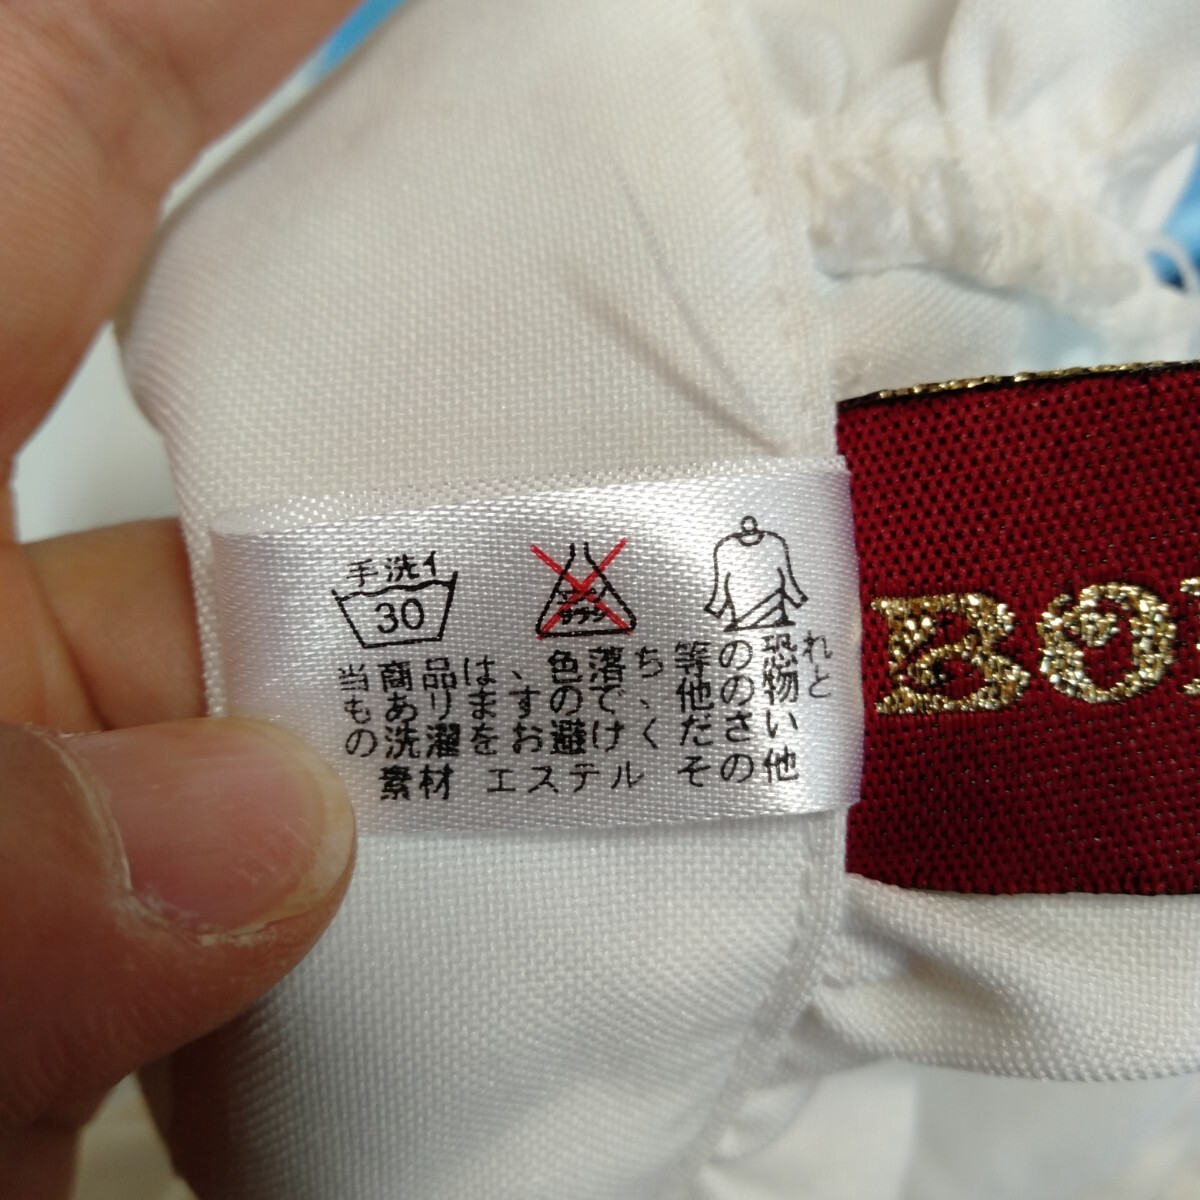 手洗イ
30
当商品は、色落ち等の恐れ
もありますので、他の物と
の洗濯をお避けください
素材 エステル その他
BO